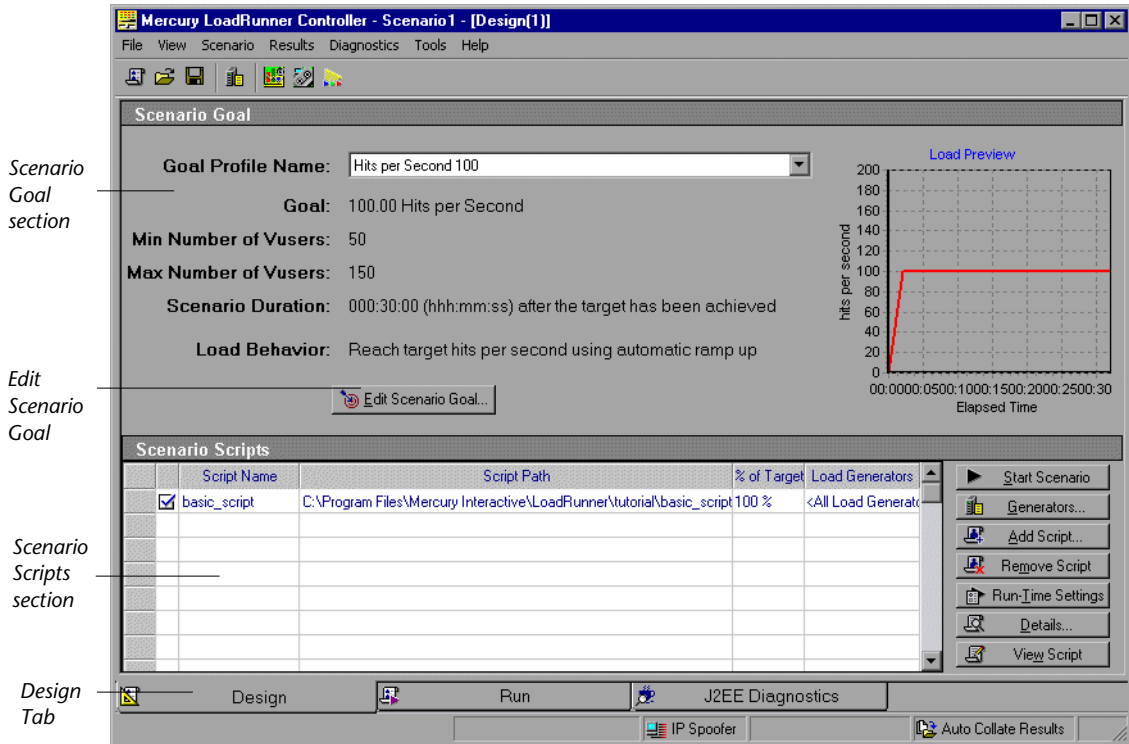 Mercury LoadRunner Controller - Scenario1 - [Design(1)]
File View Scenario Results Diagnostics Tools Help
Scenario Goal
Scenario
Goal
section
Goal Profile Name: Hits per Second 100
Goal: 100.00 Hits per Second
Min Number of Vusers: 50
Max Number of Vusers: 150
Scenario Duration: 000:30:00 (hhh:mm:ss) after the target has been achieved
Load Behavior: Reach target hits per second using automatic ramp up
Load Preview
hits per second
200
180
160
140
120
100
80
60
40
20
0
00:0000:0500:1000:1500:2000:2500:30
Elapsed Time
Edit
Scenario
Goal
Edit Scenario Goal...
Scenario Scripts
Script Name Script Path % of Target Load Generators
basic_script C:\Program Files\Mercury Interactive\LoadRunner\tutorial\basic_script 100 % <All Load Generato
Scenario
Scripts
section
Start Scenario
Generators...
Add Script...
Remove Script
Run-Time Settings
Details...
View Script
Design
Tab
Design Run J2EE Diagnostics
IP Spoofer Auto Collate Results